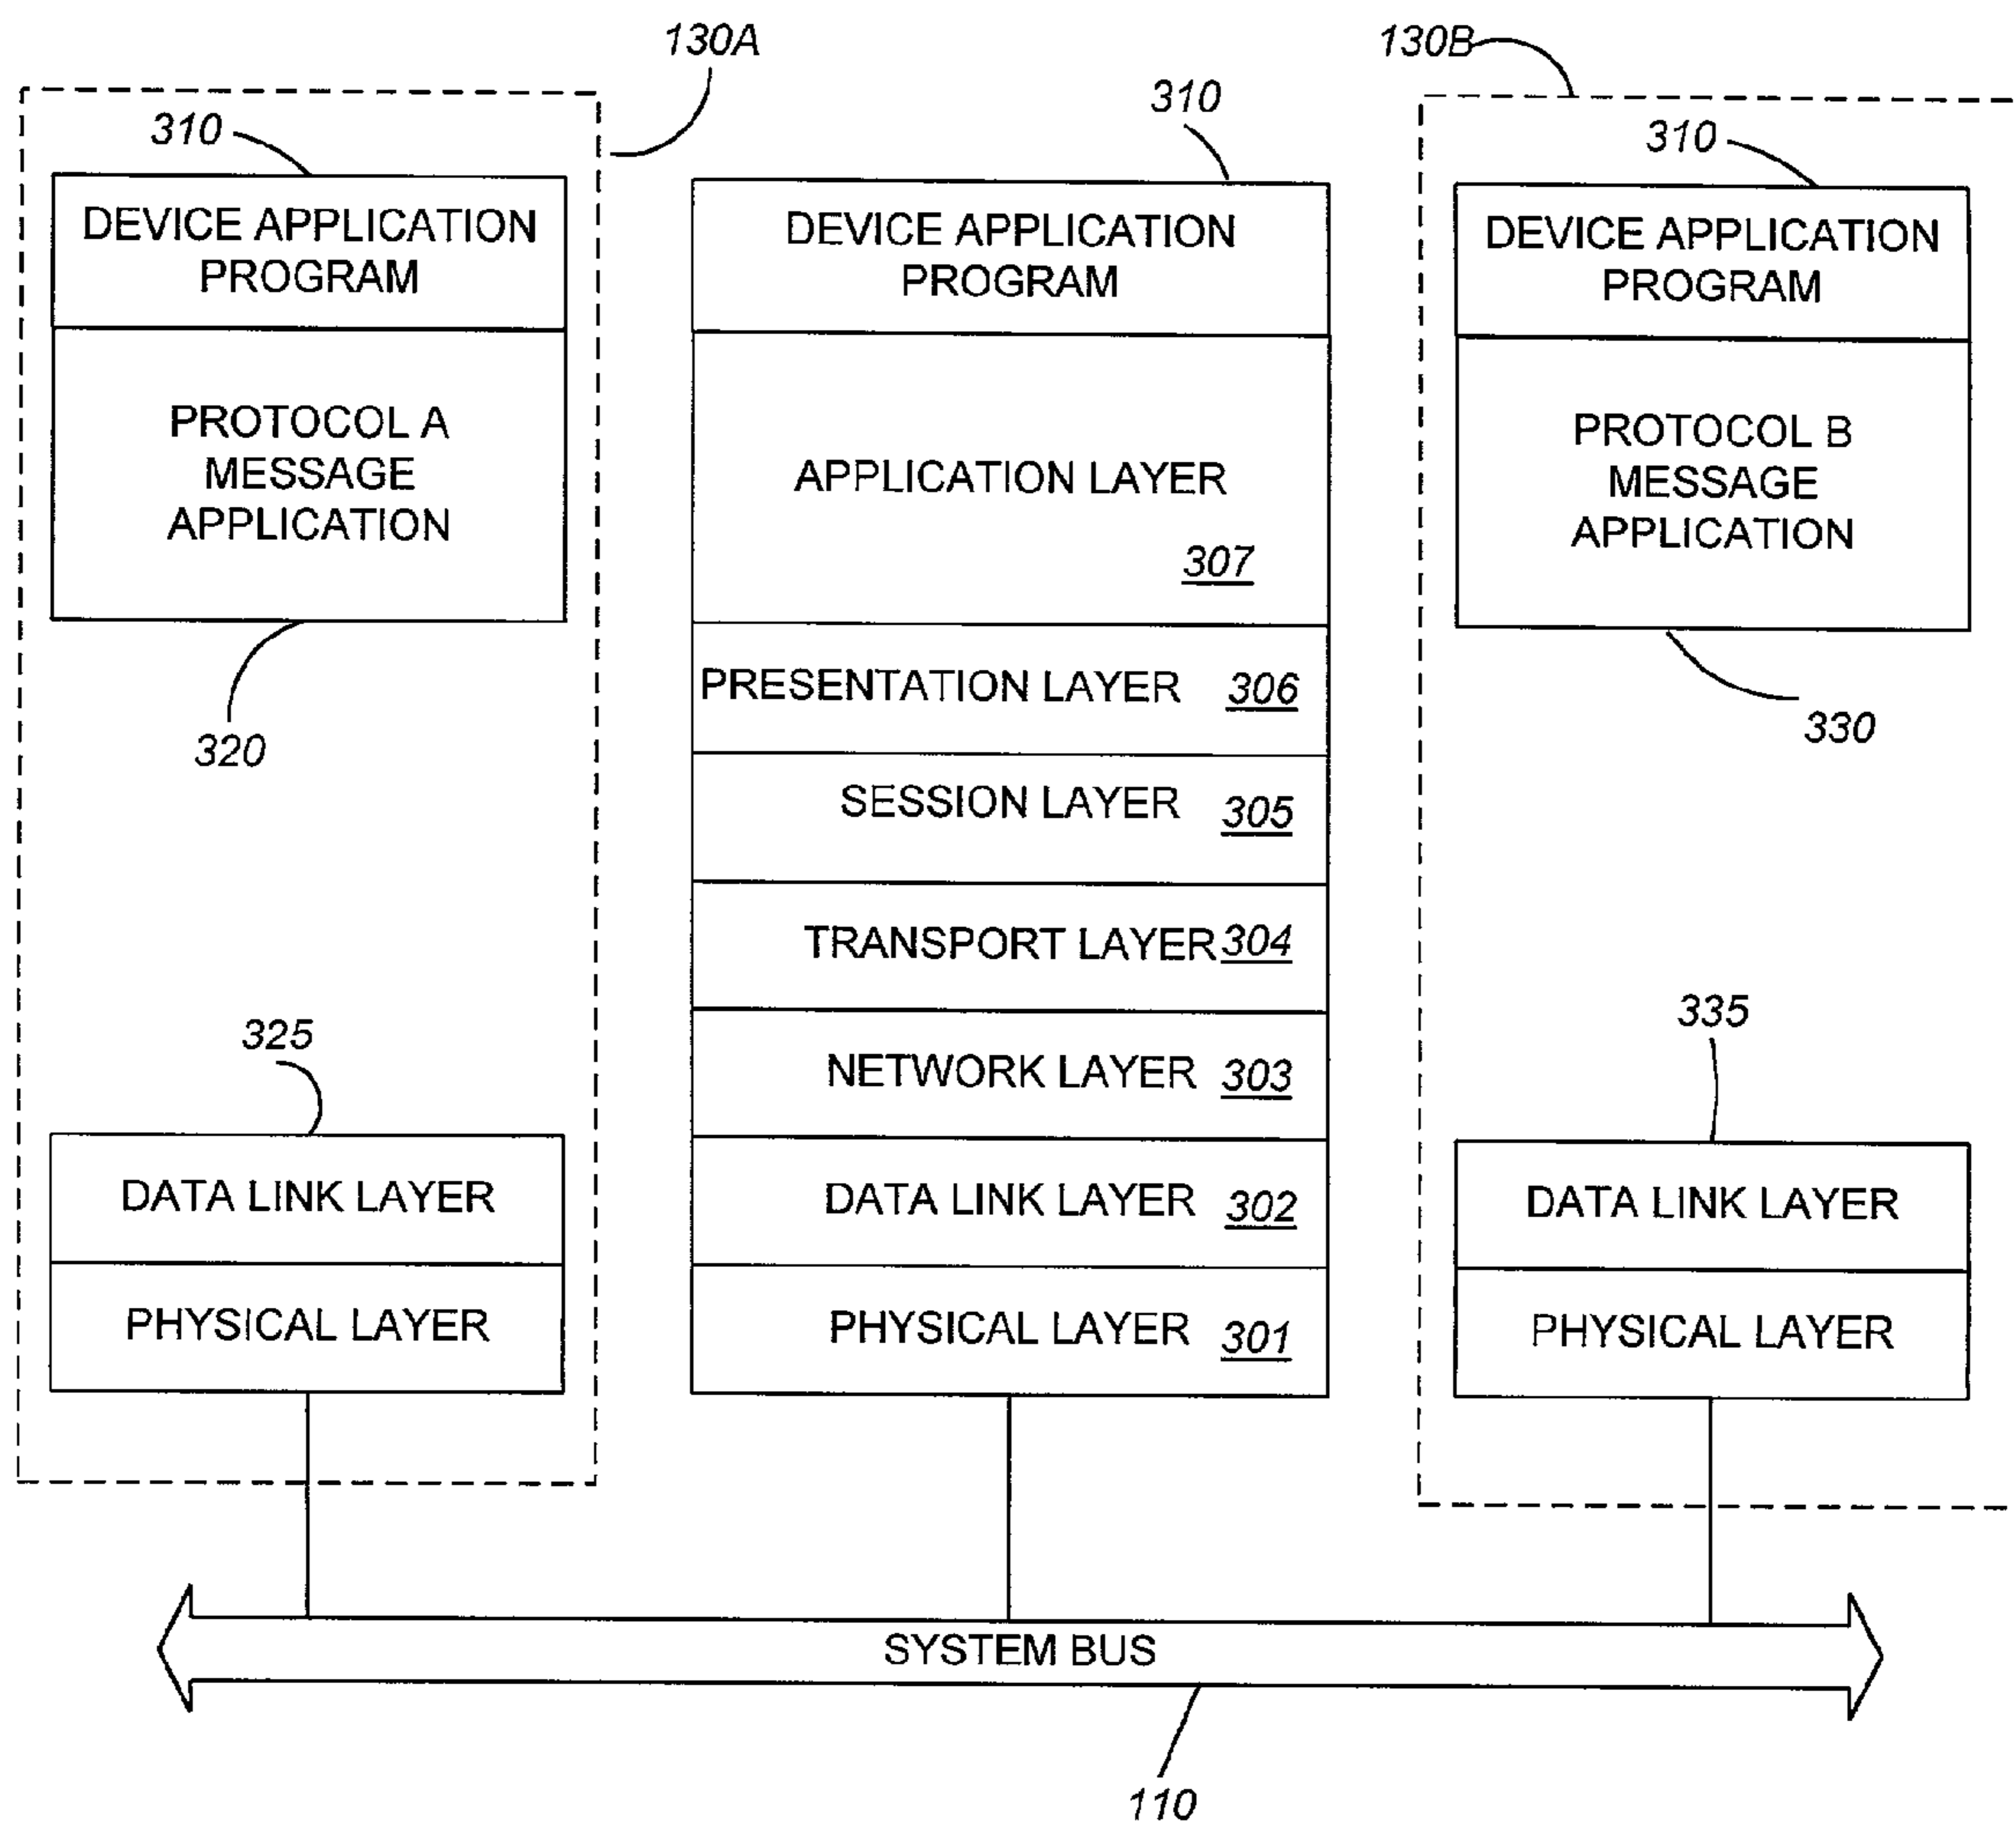 130A
130B
310
DEVICE APPLICATION
PROGRAM
PROTOCOL A
MESSAGE
APPLICATION
320
325
DATA LINK LAYER
PHYSICAL LAYER
310
DEVICE APPLICATION
PROGRAM
APPLICATION LAYER
307
PRESENTATION LAYER 306
SESSION LAYER 305
TRANSPORT LAYER 304
NETWORK LAYER 303
DATA LINK LAYER 302
PHYSICAL LAYER 301
310
DEVICE APPLICATION
PROGRAM
PROTOCOL B
MESSAGE
APPLICATION
330
335
DATA LINK LAYER
PHYSICAL LAYER
SYSTEM BUS
110